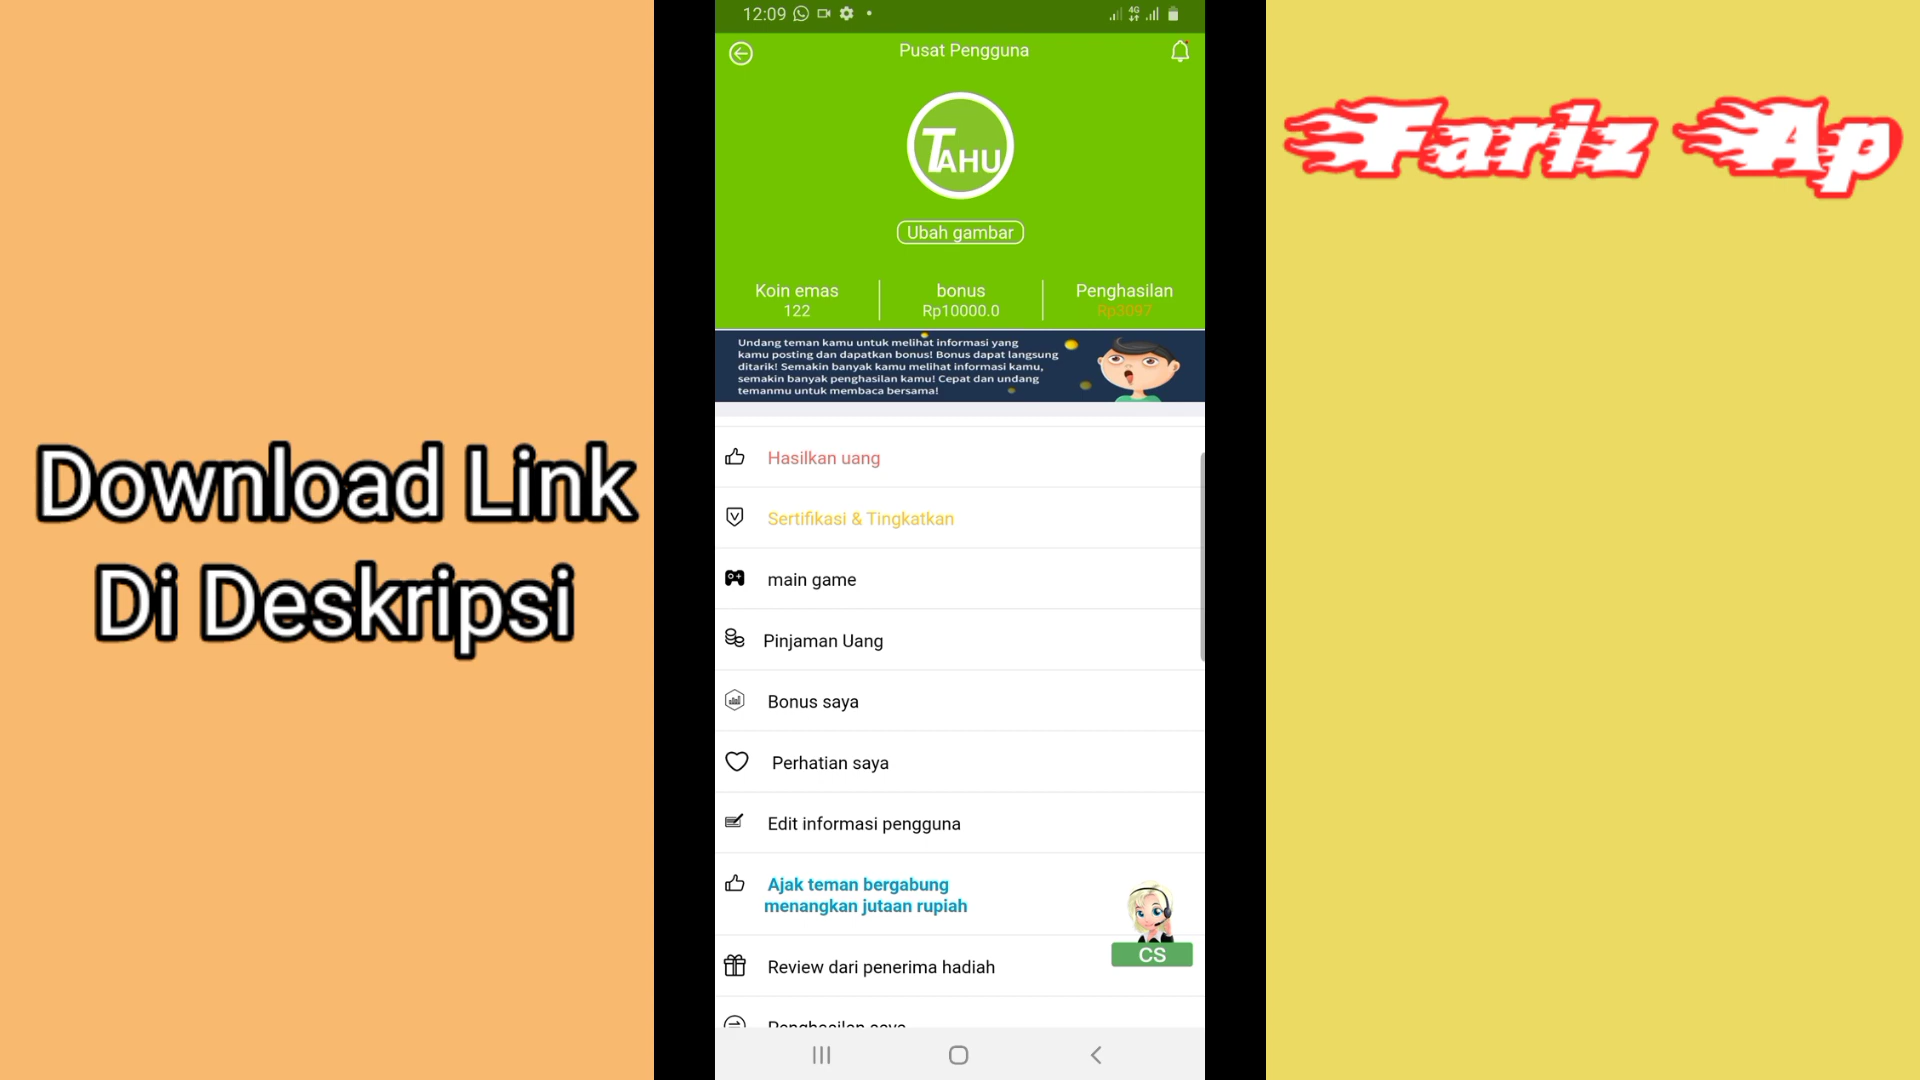 12:09
4G
Pusat Pengguna
TAHU
Ubah gambar
Koin emas
122
bonus
Rp10000.0
Penghasilan
Rp3097
Undang teman kamu untuk melihat informasi yang
kamu posting dan dapatkan bonus! Bonus dapat langsung
ditarik! Semakin banyak kamu melihat informasi kamu,
semakin banyak penghasilan kamu! Cepat dan undang
temanmu untuk membaca bersama!
Hasilkan uang
Sertifikasi & Tingkatkan
main game
Pinjaman Uang
Bonus saya
Perhatian saya
Edit informasi pengguna
Ajak teman bergabung
menangkan jutaan rupiah
CS
Review dari penerima hadiah
Penghasilan saya
Download Link
Di Deskripsi
Fariz Ap